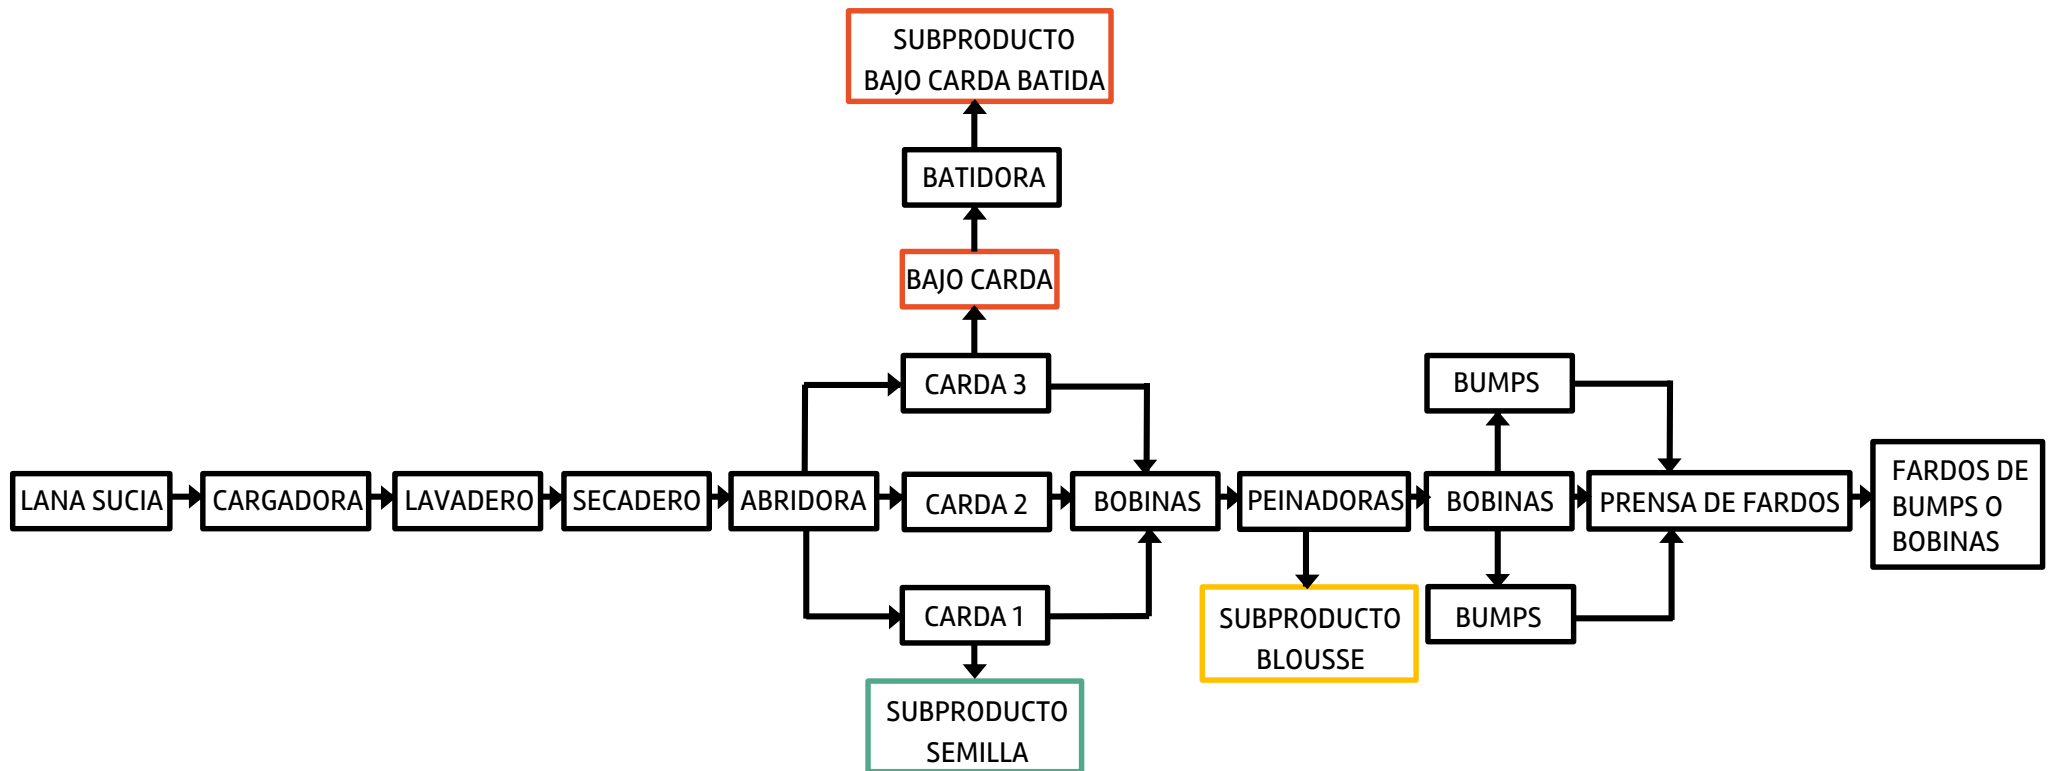 SUBPRODUCTO
BAJO CARDA BATIDA
BATIDORA
BAJO CARDA
CARDA 3
BUMPS
LANA SUCIA
CARGADORA
LAVADERO
SECADERO
ABRIDORA
CARDA 2
BOBINAS
PEINADORAS
BOBINAS
PRENSA DE FARDOS
FARDOS DE
BUMPS O
BOBINAS
CARDA 1
SUBPRODUCTO
BLOUSSE
BUMPS
SUBPRODUCTO
SEMILLA